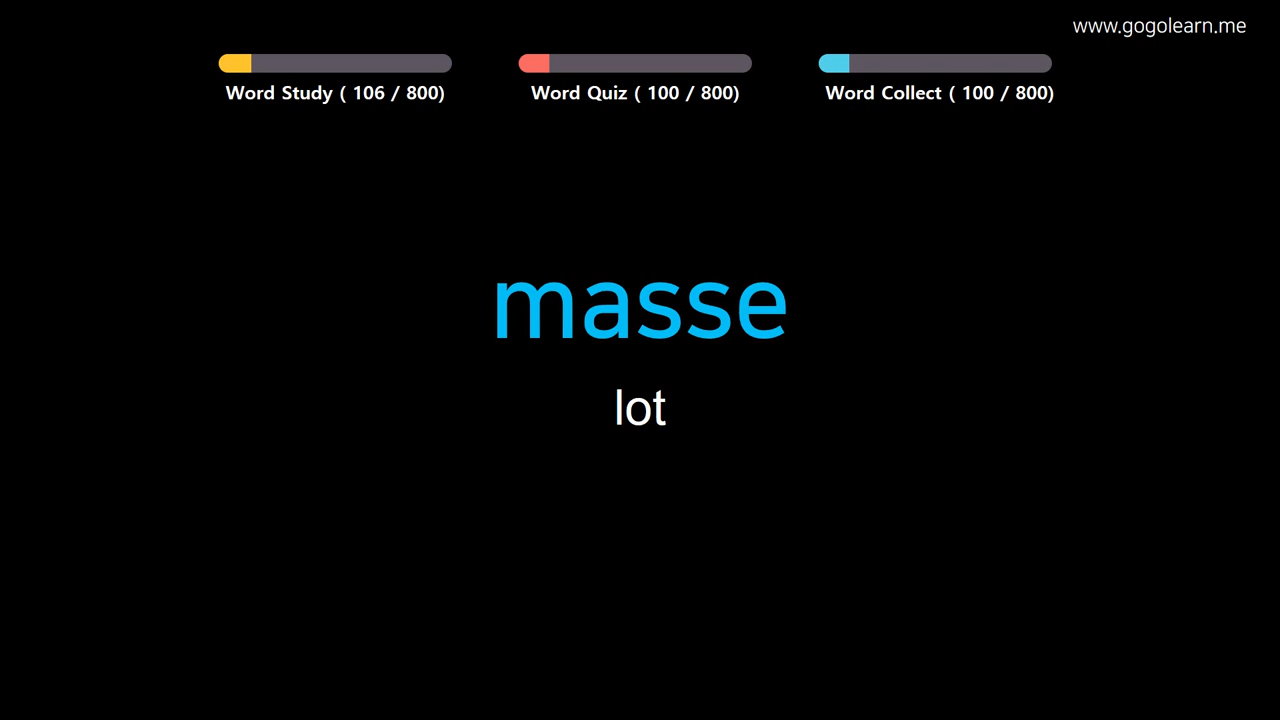 www.gogolearn.me
Word Study ( 106 / 800)
Word Quiz ( 100 / 800)
Word Collect ( 100 / 800)
masse
lot